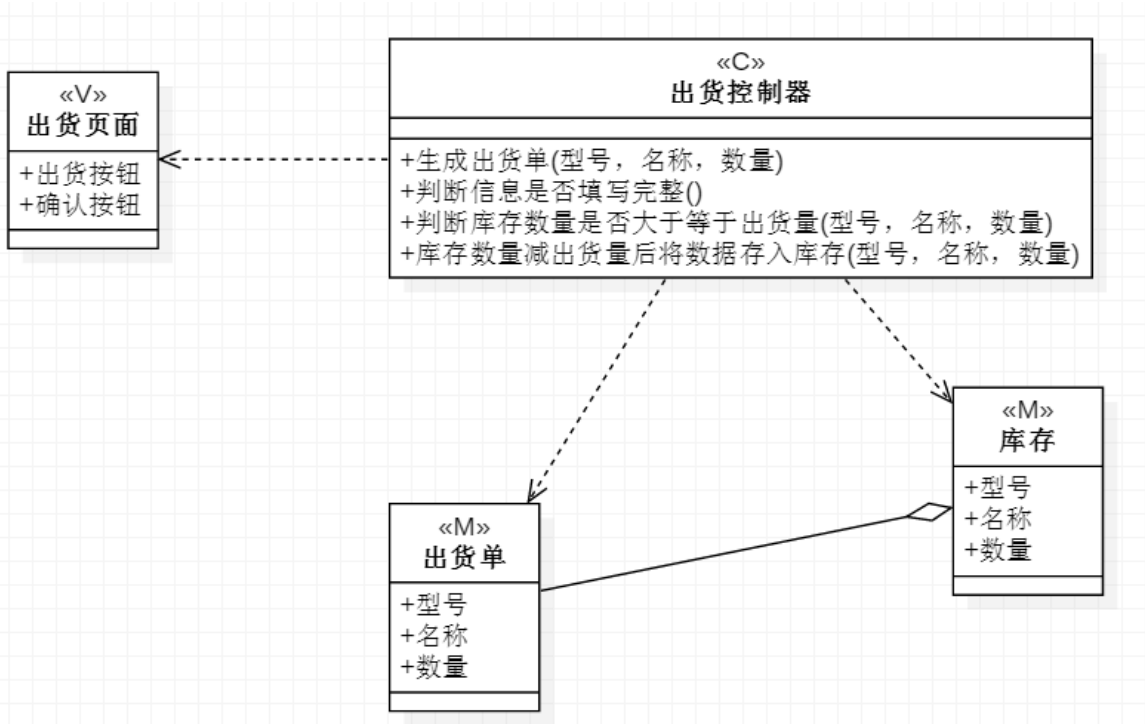 «V»
出货页面
+出货按钮
+确认按钮
«C»
出货控制器
+生成出货单(型号，名称，数量)
+判断信息是否填写完整()
+判断库存数量是否大于等于出货量(型号，名称，数量)
+库存数量减出货量后将数据存入库存(型号，名称，数量)
«M»
出货单
+型号
+名称
+数量
«M»
库存
+型号
+名称
+数量